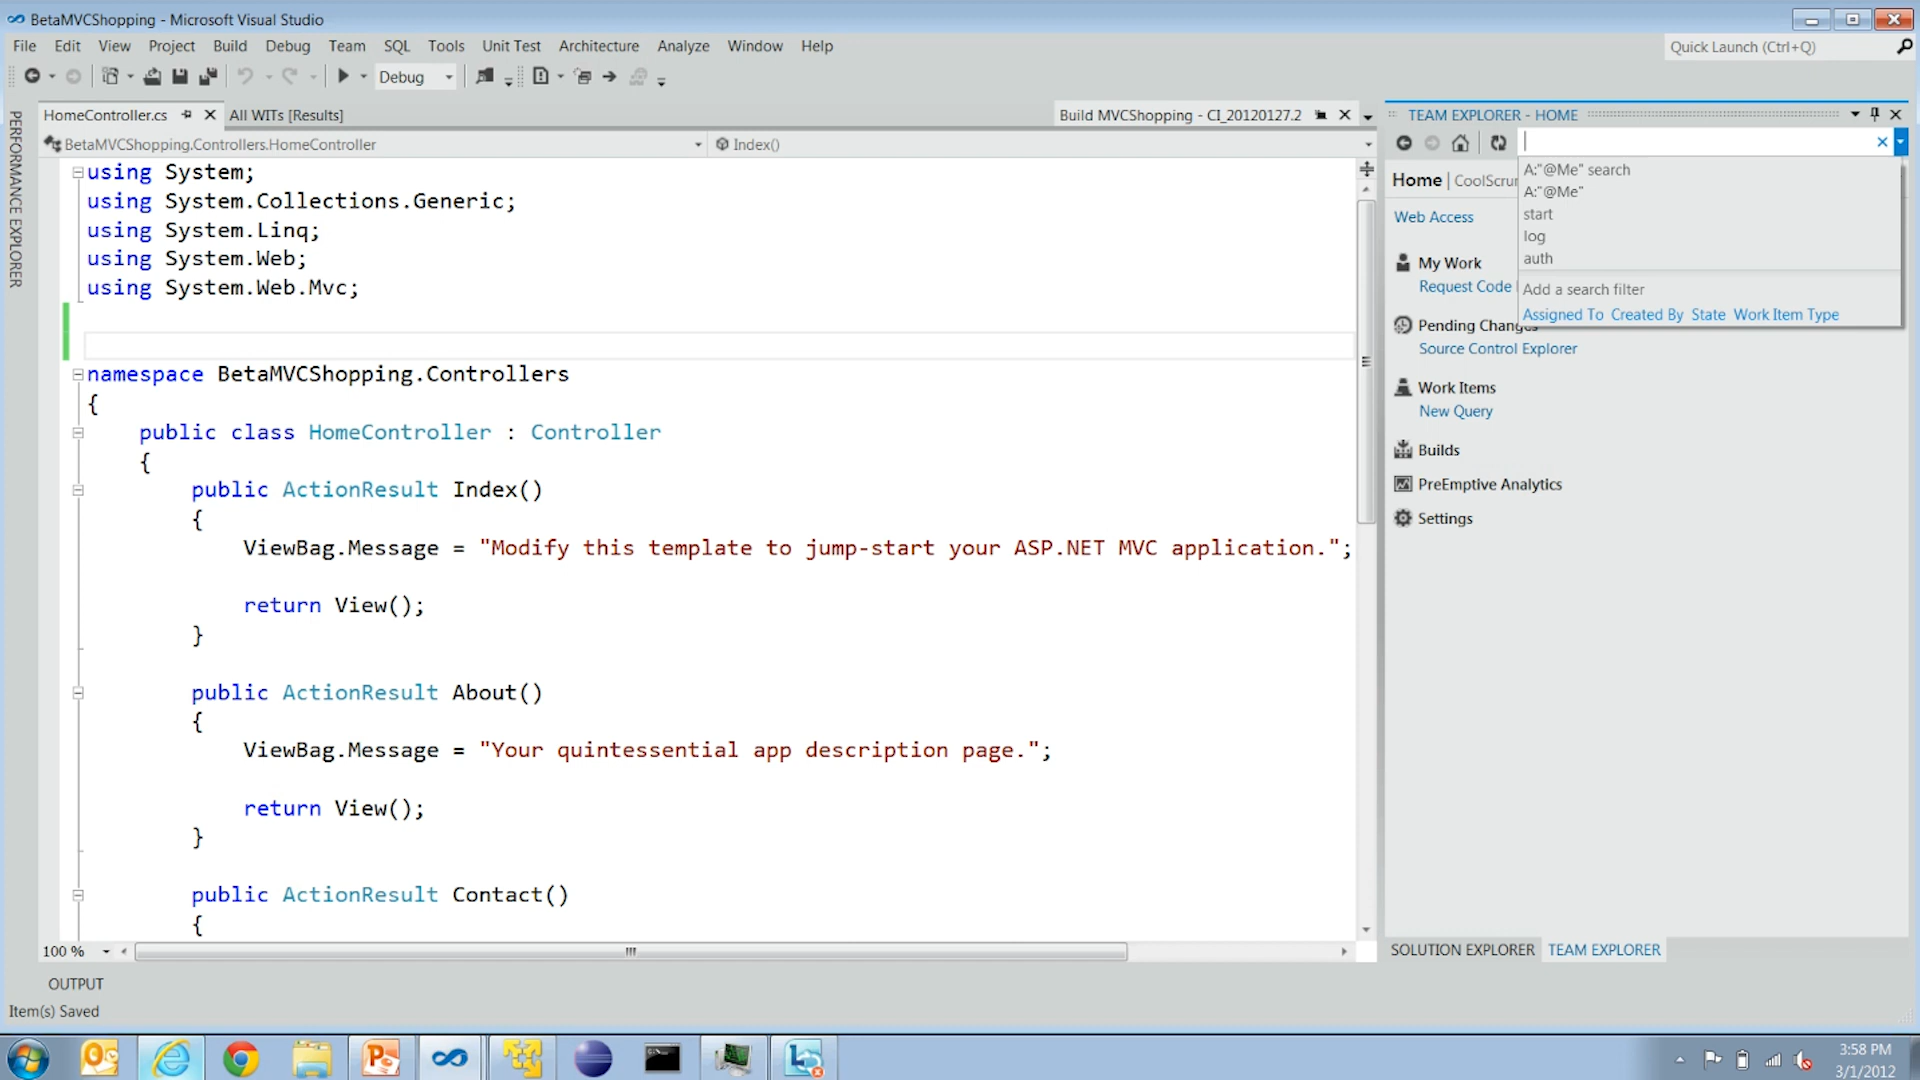 BetaMVCShopping - Microsoft Visual Studio
File Edit View Project Build Debug Team SQL Tools Unit Test Architecture Analyze Window Help
Quick Launch (Ctrl+Q)
Debug
HomeController.cs
All WITs [Results]
Build MVCShopping - CI_20120127.2
BetaMVCShopping.Controllers.HomeController
Index()
PERFORMANCE EXPLORER
using System;
using System.Collections.Generic;
using System.Linq;
using System.Web;
using System.Web.Mvc;
namespace BetaMVCShopping.Controllers
{
public class HomeController : Controller
{
public ActionResult Index()
{
ViewBag.Message = "Modify this template to jump-start your ASP.NET MVC application.";
return View();
}
public ActionResult About()
{
ViewBag.Message = "Your quintessential app description page.";
return View();
}
public ActionResult Contact()
{
100 %
TEAM EXPLORER - HOME
A:"@Me" search
A:"@Me"
start
log
auth
Add a search filter
Assigned To Created By State Work Item Type
Home | CoolScru
Web Access
My Work
Request Code
Pending Changes
Source Control Explorer
Work Items
New Query
Builds
PreEmptive Analytics
Settings
SOLUTION EXPLORER
TEAM EXPLORER
OUTPUT
Item(s) Saved
3:58 PM
3/1/2012